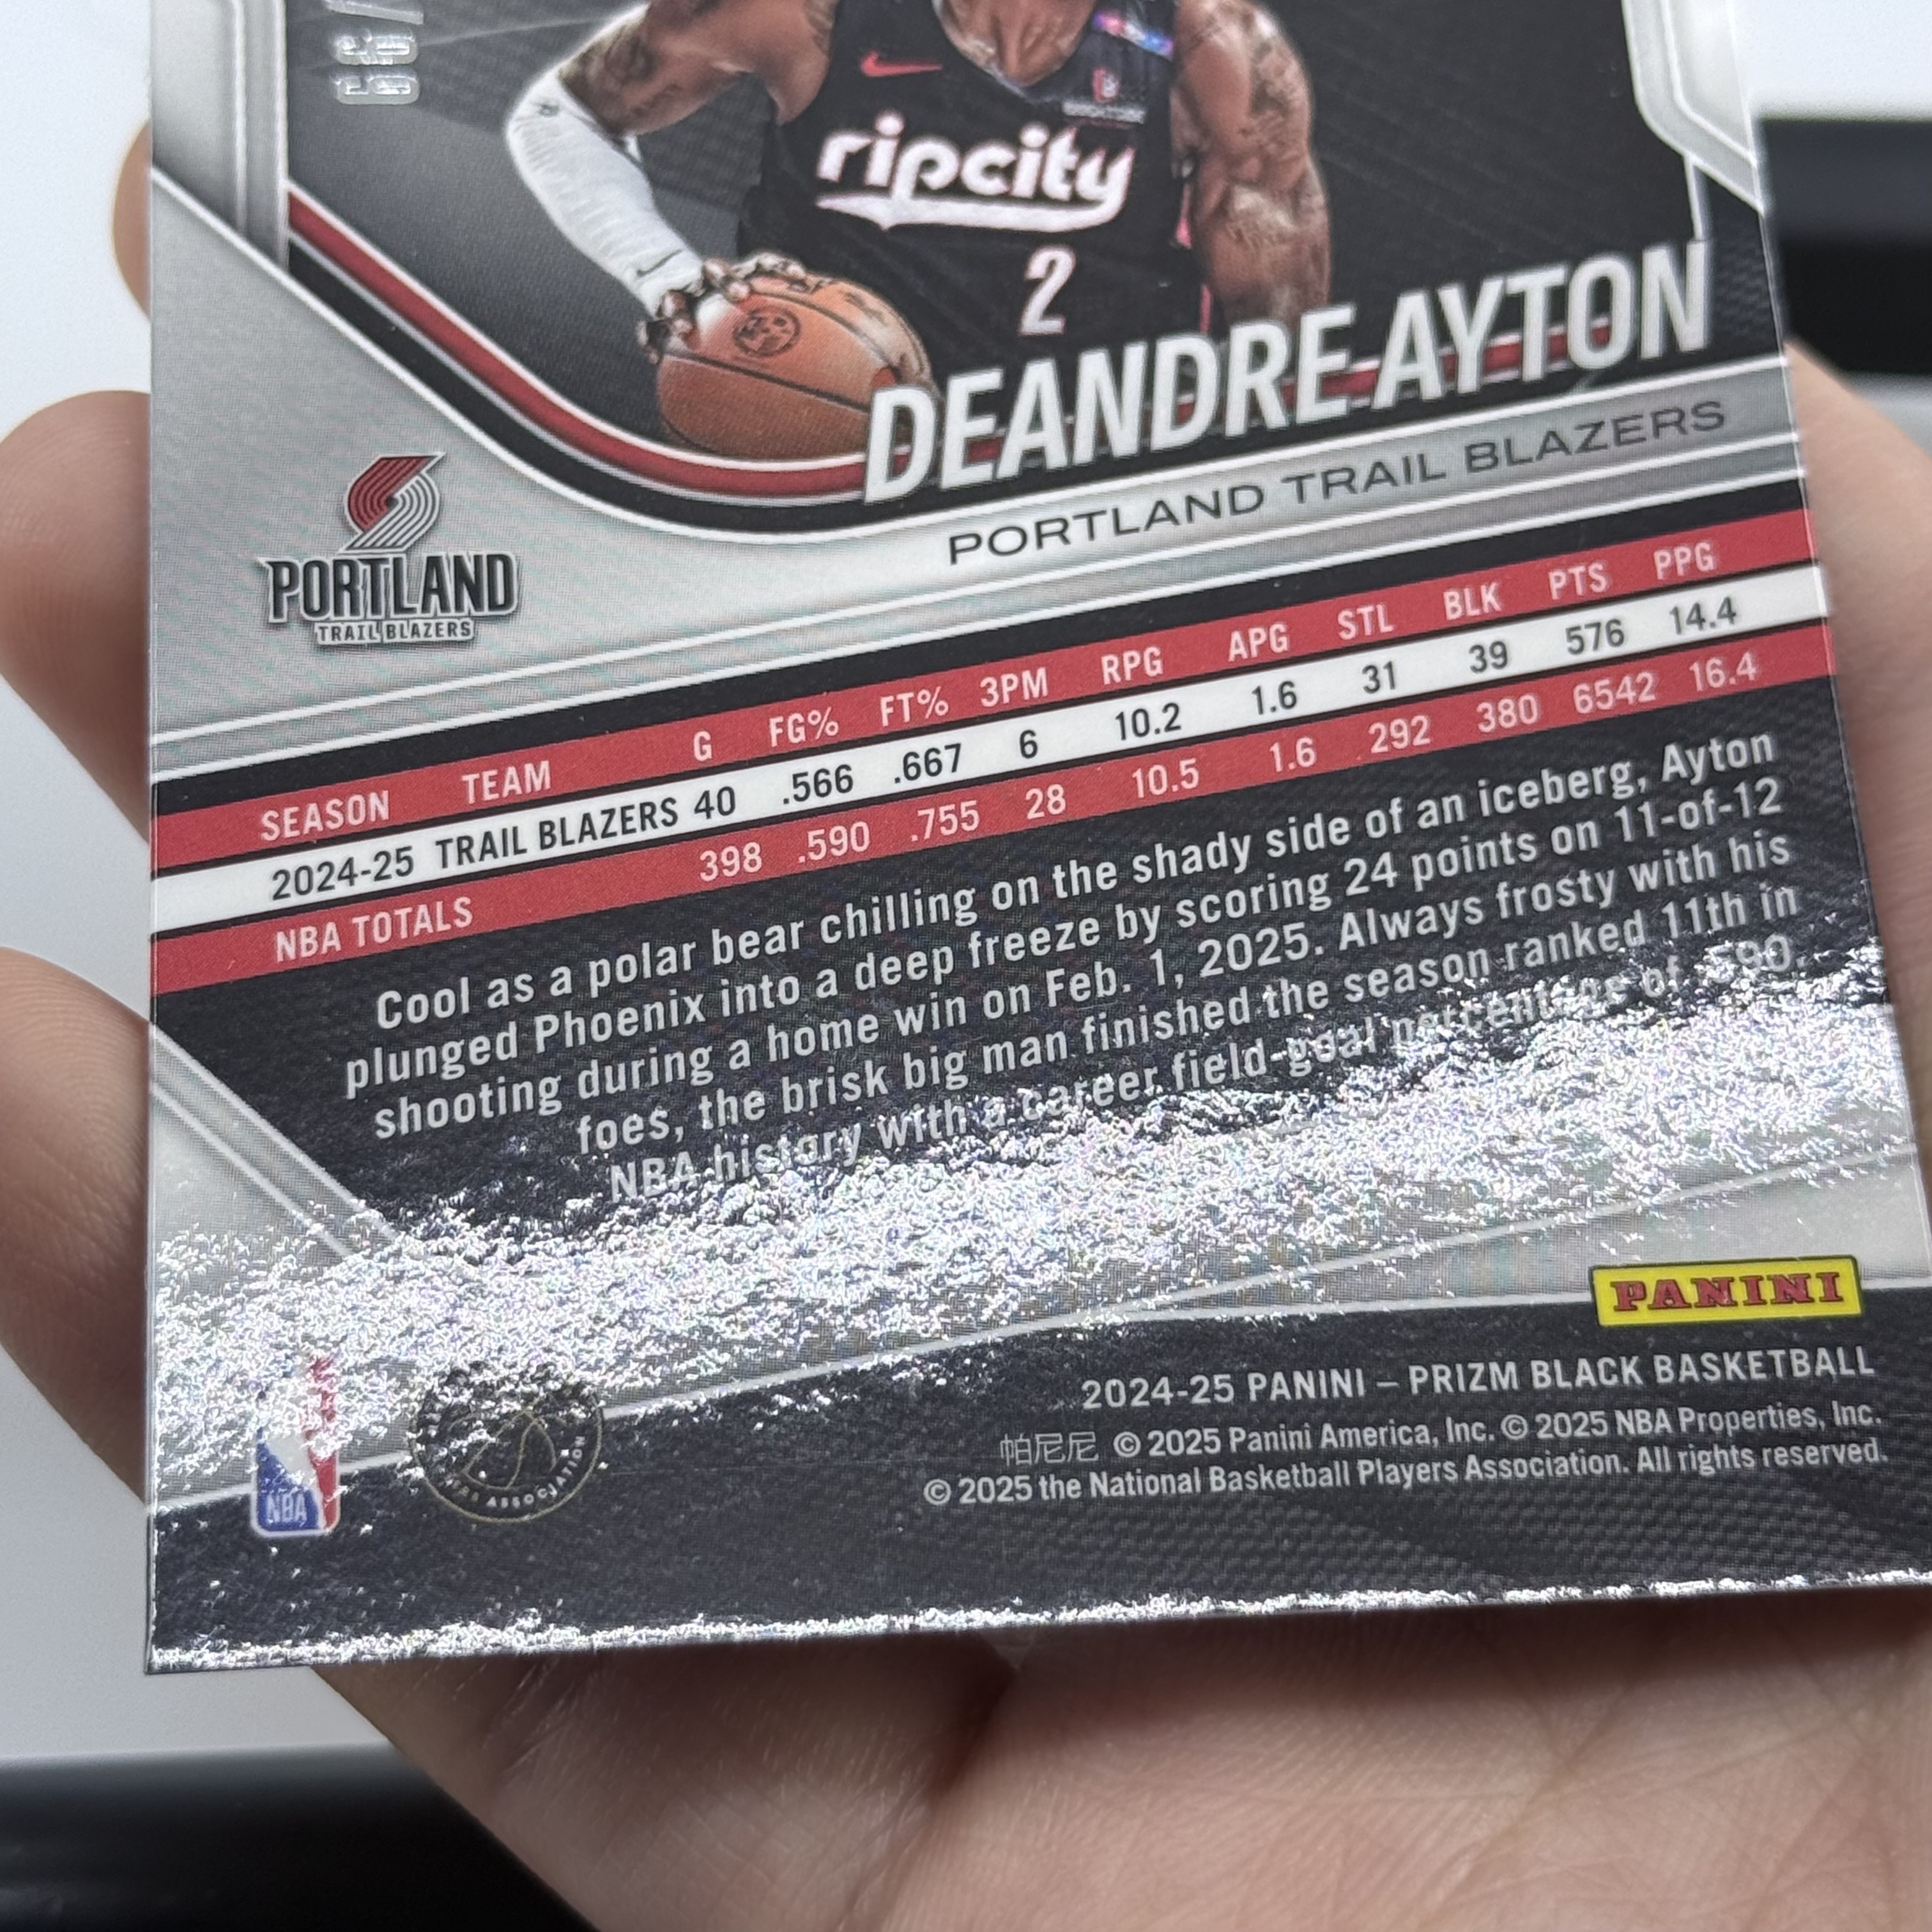 ripcity
2
DEANDRE AYTON
PORTLAND TRAIL BLAZERS
PORTLAND
TRAIL BLAZERS
SEASON TEAM G FG% FT% 3PM RPG APG STL BLK PTS PPG
2024-25 TRAIL BLAZERS 40 .566 .667 6 10.2 1.6 31 39 576 14.4
NBA TOTALS 398 .590 .755 28 10.5 1.6 292 380 6542 16.4
Cool as a polar bear chilling on the shady side of an iceberg, Ayton
plunged Phoenix into a deep freeze by scoring 24 points on 11-of-12
shooting during a home win on Feb. 1, 2025. Always frosty with his
foes, the brisk big man finished the season ranked 11th in
NBA history with a career field-goal percentage of .590.
PANINI
2024-25 PANINI – PRIZM BLACK BASKETBALL
帕尼尼 © 2025 Panini America, Inc. © 2025 NBA Properties, Inc.
© 2025 the National Basketball Players Association. All rights reserved.
NBA
ASSOCIATION